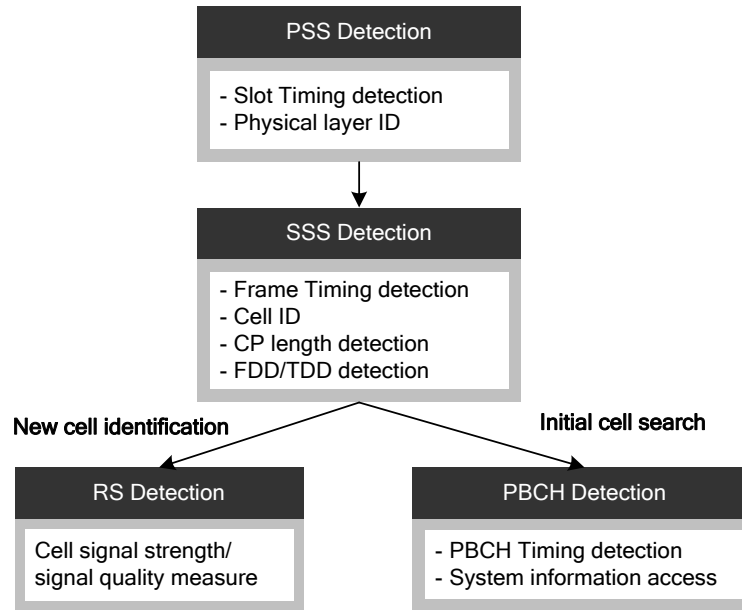 PSS Detection
- Slot Timing detection
- Physical layer ID
SSS Detection
- Frame Timing detection
- Cell ID
- CP length detection
- FDD/TDD detection
New cell identification
Initial cell search
RS Detection
Cell signal strength/
signal quality measure
PBCH Detection
- PBCH Timing detection
- System information access